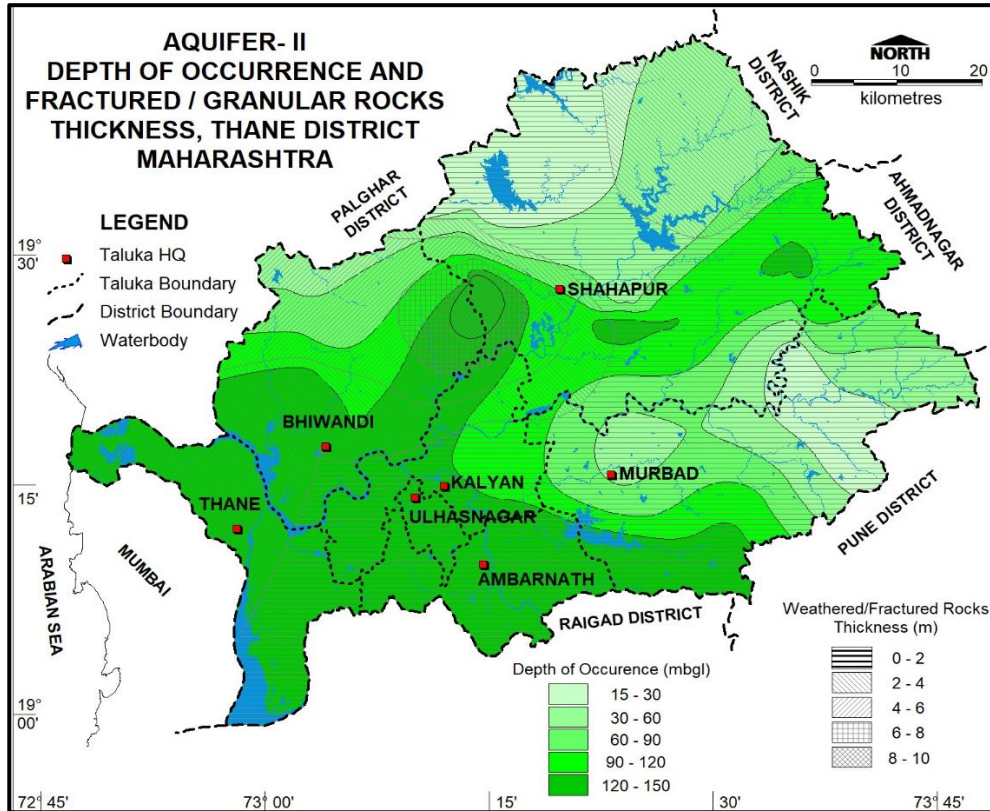 AQUIFER- II
DEPTH OF OCCURRENCE AND
FRACTURED / GRANULAR ROCKS
THICKNESS, THANE DISTRICT
MAHARASHTRA
NORTH
0 10 20
kilometres
LEGEND
Taluka HQ
Taluka Boundary
District Boundary
Waterbody
PALGHAR
DISTRICT
NASHIK
DISTRICT
AHMADNAGAR
DISTRICT
19°
30'
SHAHAPUR
BHIWANDI
MURBAD
KALYAN
15'
ULHASNAGAR
THANE
AMBARNATH
PUNE DISTRICT
RAIGAD DISTRICT
MUMBAI
ARABIAN SEA
19°
00'
Depth of Occurence (mbgl)
15 - 30
30 - 60
60 - 90
90 - 120
120 - 150
Weathered/Fractured Rocks
Thickness (m)
0 - 2
2 - 4
4 - 6
6 - 8
8 - 10
72° 45' 73° 00' 15' 30' 73° 45'